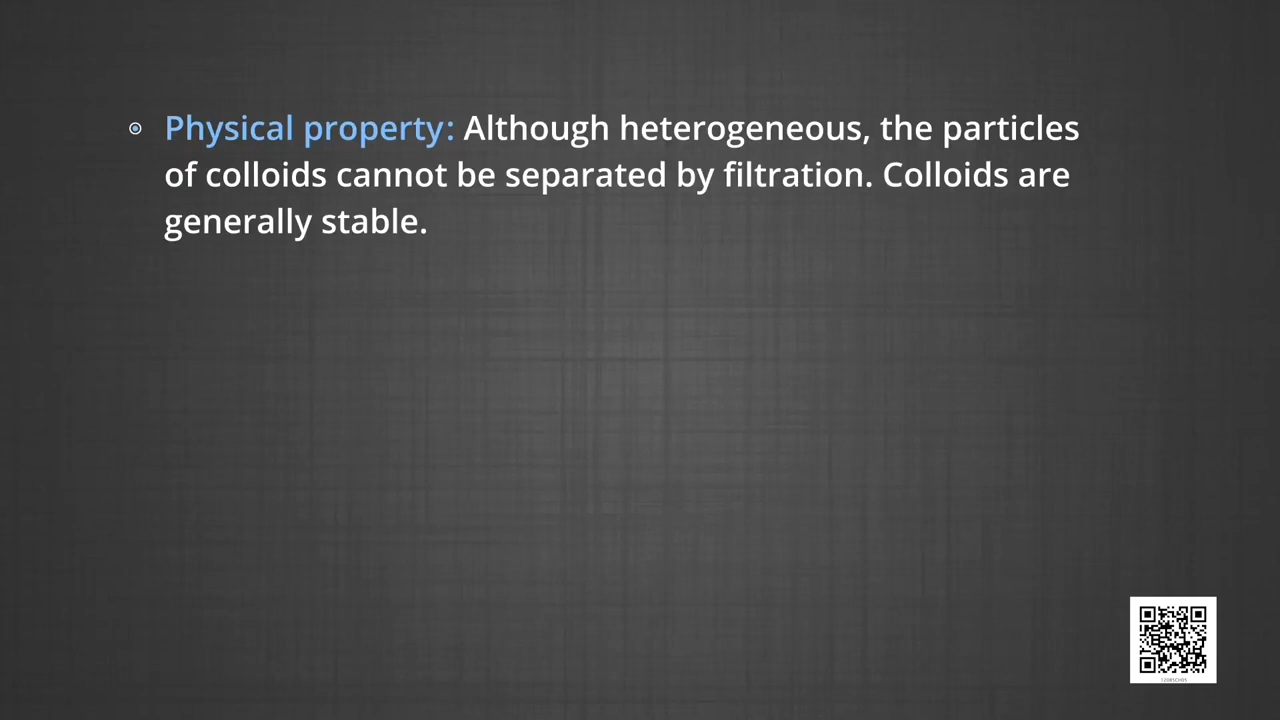 Physical property: Although heterogeneous, the particles
of colloids cannot be separated by filtration. Colloids are
generally stable.